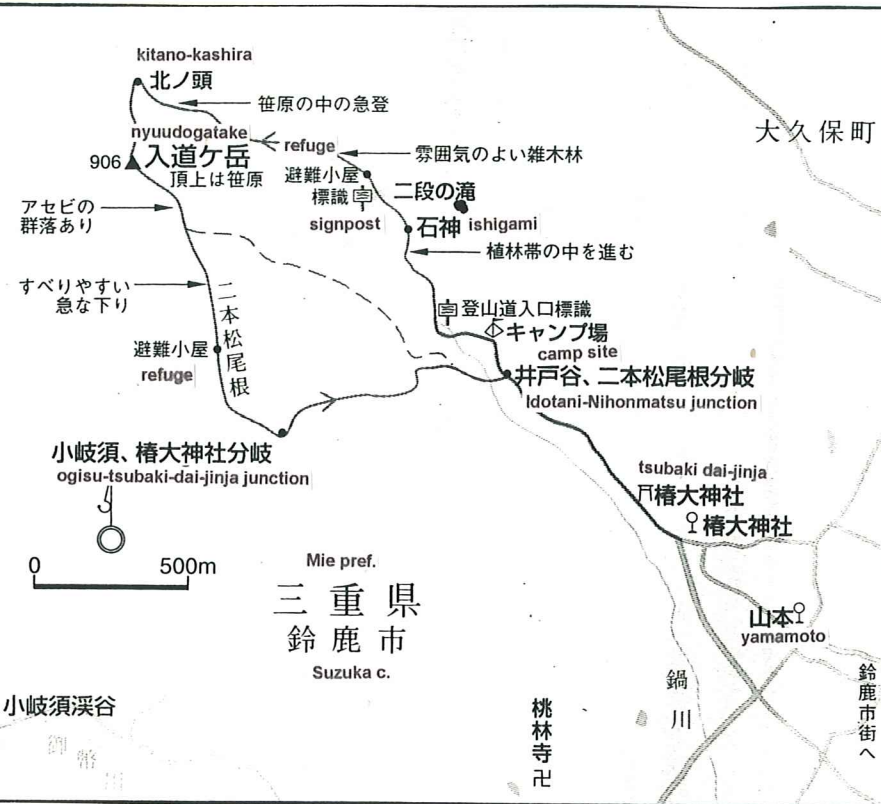 kitano-kashira
北ノ頭
笹原の中の急登
大久保町
nyuudogatake
refuge
雰囲気のよい雑木林
906
入道ケ岳
頂上は笹原
避難小屋
標識
二段の滝
signpost
石神
ishigami
アセビの
群落あり
植林帯の中を進む
すべりやすい
急な下り
二本松尾根
登山道入口標識
キャンプ場
camp site
避難小屋
refuge
井戸谷、二本松尾根分岐
Idotani-Nihonmatsu junction
小岐須、椿大神社分岐
ogisu-tsubaki-dai-jinja junction
tsubaki dai-jinja
椿大神社
椿大神社
0
500m
Mie pref.
三重県
鈴鹿市
Suzuka c.
山本
yamamoto
鍋川
鈴鹿市街へ
小岐須渓谷
御幣川
桃林寺